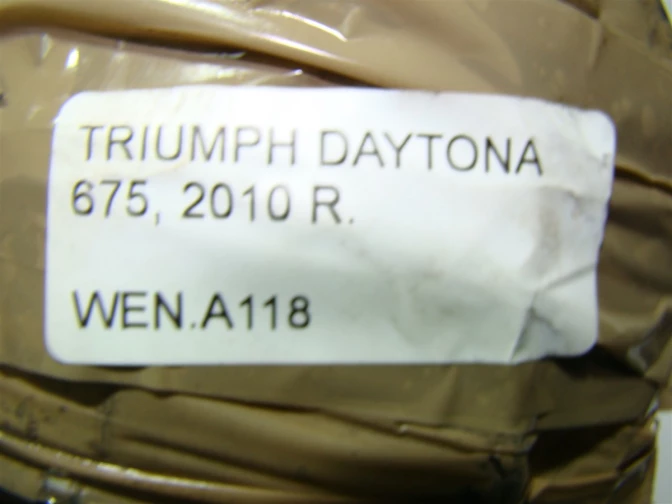 TRIUMPH DAYTONA
675, 2010 R.
WEN.A118